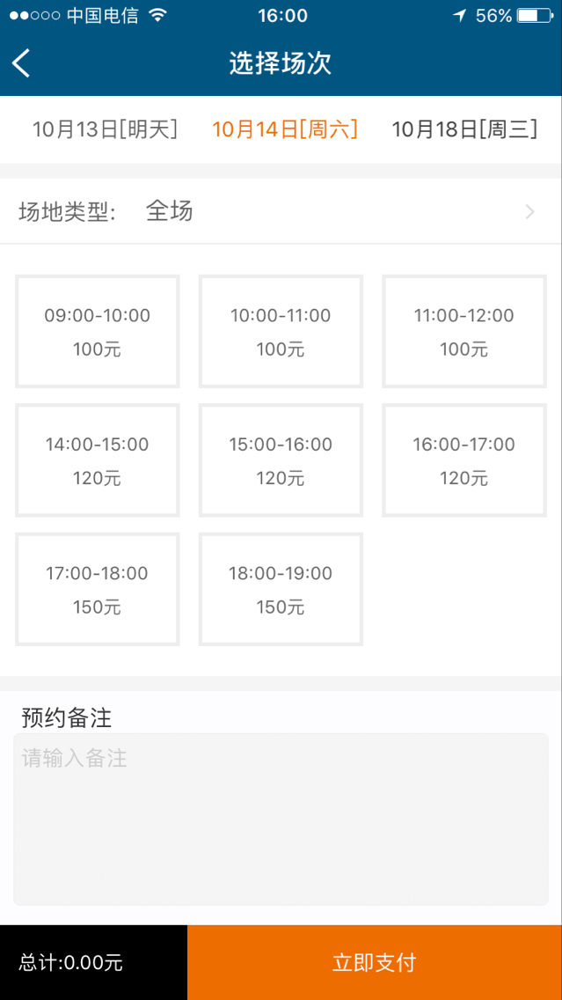 中国电信 16:00 56%
选择场次
10月13日[明天] 10月14日[周六] 10月18日[周三]
场地类型: 全场
09:00-10:00 10:00-11:00 11:00-12:00
100元 100元 100元
14:00-15:00 15:00-16:00 16:00-17:00
120元 120元 120元
17:00-18:00 18:00-19:00
150元 150元
预约备注
请输入备注
总计:0.00元 立即支付